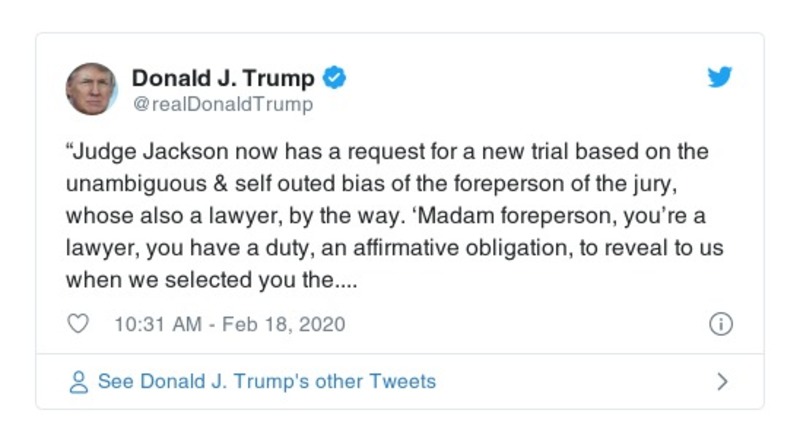 Donald J. Trump
@realDonaldTrump
“Judge Jackson now has a request for a new trial based on the
unambiguous & self outed bias of the foreperson of the jury,
whose also a lawyer, by the way. ‘Madam foreperson, you’re a
lawyer, you have a duty, an affirmative obligation, to reveal to us
when we selected you the....
10:31 AM - Feb 18, 2020
See Donald J. Trump's other Tweets